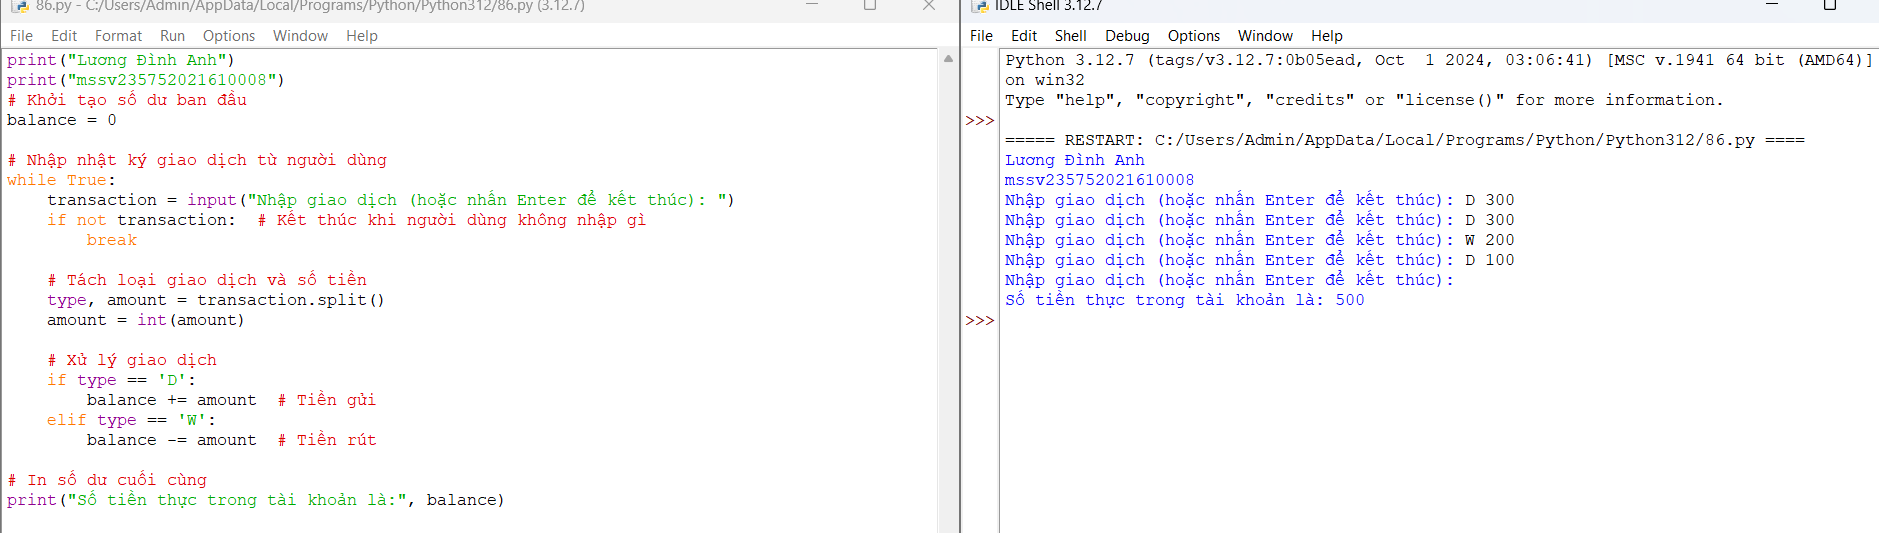 86.py - C:/Users/Admin/AppData/Local/Programs/Python/Python312/86.py (3.12.7)
File Edit Format Run Options Window Help
print("Lương Đình Anh")
print("mssv235752021610008")
# Khởi tạo số dư ban đầu
balance = 0
# Nhập nhật ký giao dịch từ người dùng
while True:
    transaction = input("Nhập giao dịch (hoặc nhấn Enter để kết thúc): ")
    if not transaction:  # Kết thúc khi người dùng không nhập gì
        break
    # Tách loại giao dịch và số tiền
    type, amount = transaction.split()
    amount = int(amount)
    # Xử lý giao dịch
    if type == 'D':
        balance += amount  # Tiền gửi
    elif type == 'W':
        balance -= amount  # Tiền rút
# In số dư cuối cùng
print("Số tiền thực trong tài khoản là:", balance)
IDLE Shell 3.12.7
File Edit Shell Debug Options Window Help
Python 3.12.7 (tags/v3.12.7:0b05ead, Oct  1 2024, 03:06:41) [MSC v.1941 64 bit (AMD64)]
on win32
Type "help", "copyright", "credits" or "license()" for more information.
>>>
===== RESTART: C:/Users/Admin/AppData/Local/Programs/Python/Python312/86.py ====
Lương Đình Anh
mssv235752021610008
Nhập giao dịch (hoặc nhấn Enter để kết thúc): D 300
Nhập giao dịch (hoặc nhấn Enter để kết thúc): D 300
Nhập giao dịch (hoặc nhấn Enter để kết thúc): W 200
Nhập giao dịch (hoặc nhấn Enter để kết thúc): D 100
Nhập giao dịch (hoặc nhấn Enter để kết thúc):
Số tiền thực trong tài khoản là: 500
>>>